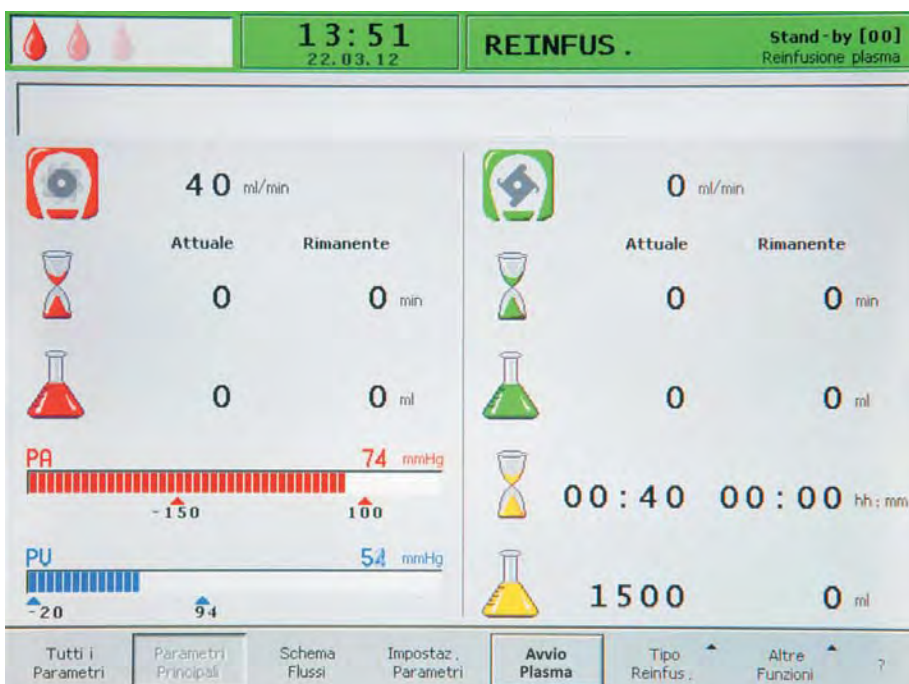 13:51
22.03.12
REINFUS.
Stand-by [00]
Reinfusione plasma
40 ml/min
0 ml/min
Attuale Rimanente
Attuale Rimanente
0 0 min
0 0 min
0 0 ml
0 0 ml
PA 74 mmHg
-150 100
00:40 00:00 hh:mm
PV 54 mmHg
-20 94
1500 0 ml
Tutti i
Parametri
Parametri
Principali
Schema
Flussi
Impostaz.
Parametri
Avvio
Plasma
Tipo
Reinfus.
Altre
Funzioni
?